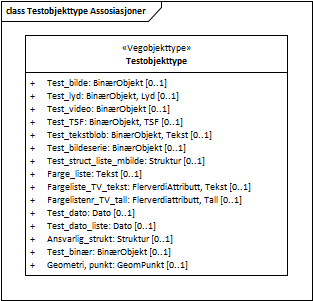 class Testobjekttype Assosiasjoner
«Vegobjekttype»
Testobjekttype
+ Test_bilde: BinærObjekt [0..1]
+ Test_lyd: BinærObjekt, Lyd [0..1]
+ Test_video: BinærObjekt [0..1]
+ Test_TSF: BinærObjekt, TSF [0..1]
+ Test_tekstblob: BinærObjekt, Tekst [0..1]
+ Test_bildeserie: BinærObjekt [0..1]
+ Test_struct_liste_mbilde: Struktur [0..1]
+ Farge_liste: Tekst [0..1]
+ Fargeliste_TV_tekst: FlerverdiAttributt, Tekst [0..1]
+ Fargelistenr_TV_tall: Flerverdiattributt, Tall [0..1]
+ Test_dato: Dato [0..1]
+ Test_dato_liste: Dato [0..1]
+ Ansvarlig_strukt: Struktur [0..1]
+ Test_binær: BinærObjekt [0..1]
+ Geometri, punkt: GeomPunkt [0..1]